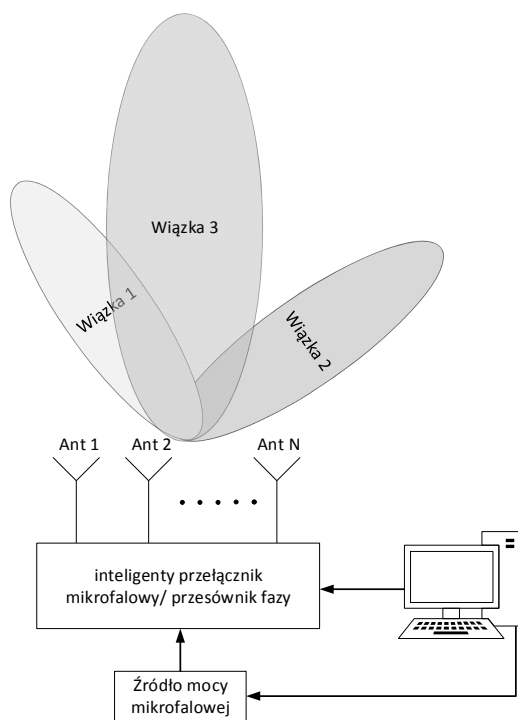 Wiązka 3
Wiązka 1
Wiązka 2
Ant 1 Ant 2 Ant N
inteligenty przełącznik
mikrofalowy/ przesównik fazy
Źródło mocy
mikrofalowej